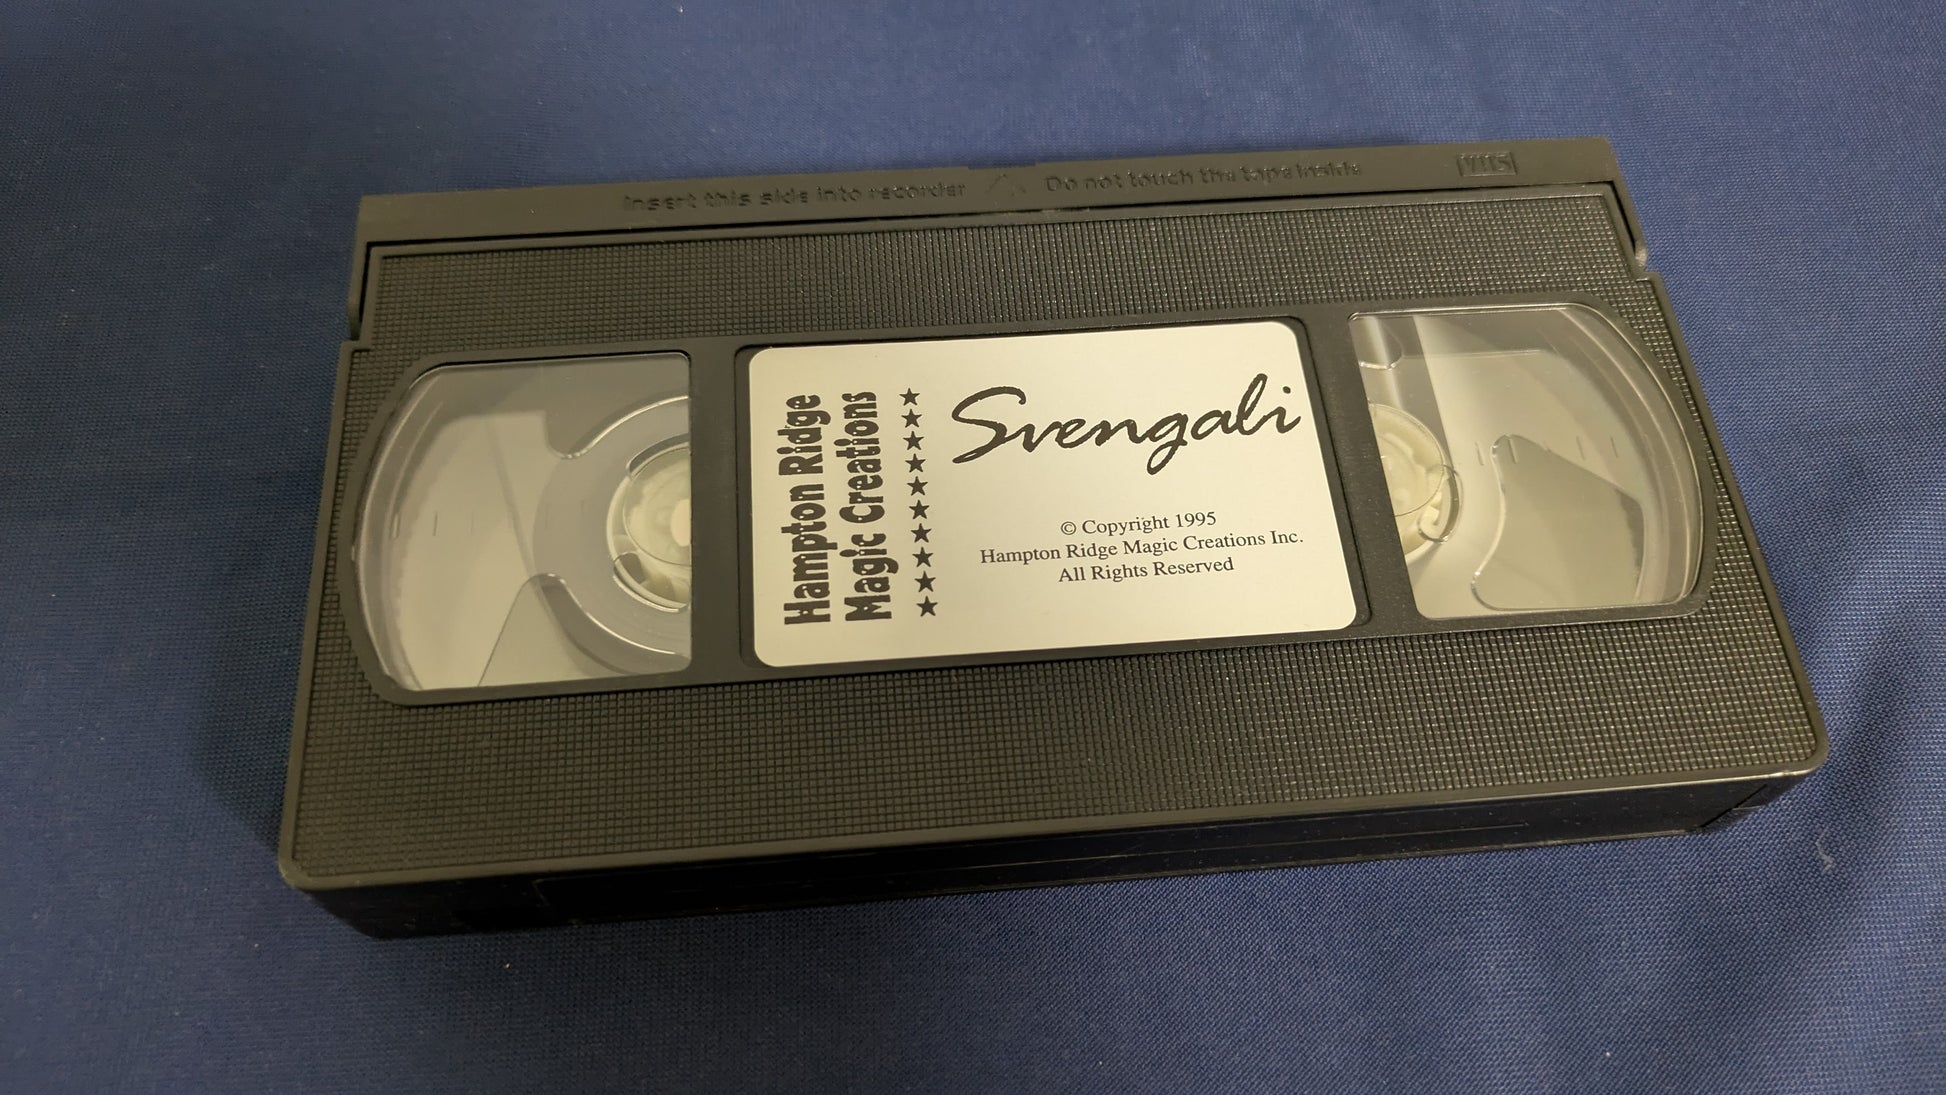 Insert this side into recorder Do not touch the tape inside VHS
Hampton Ridge
Magic Creations
Svengali
© Copyright 1995
Hampton Ridge Magic Creations Inc.
All Rights Reserved